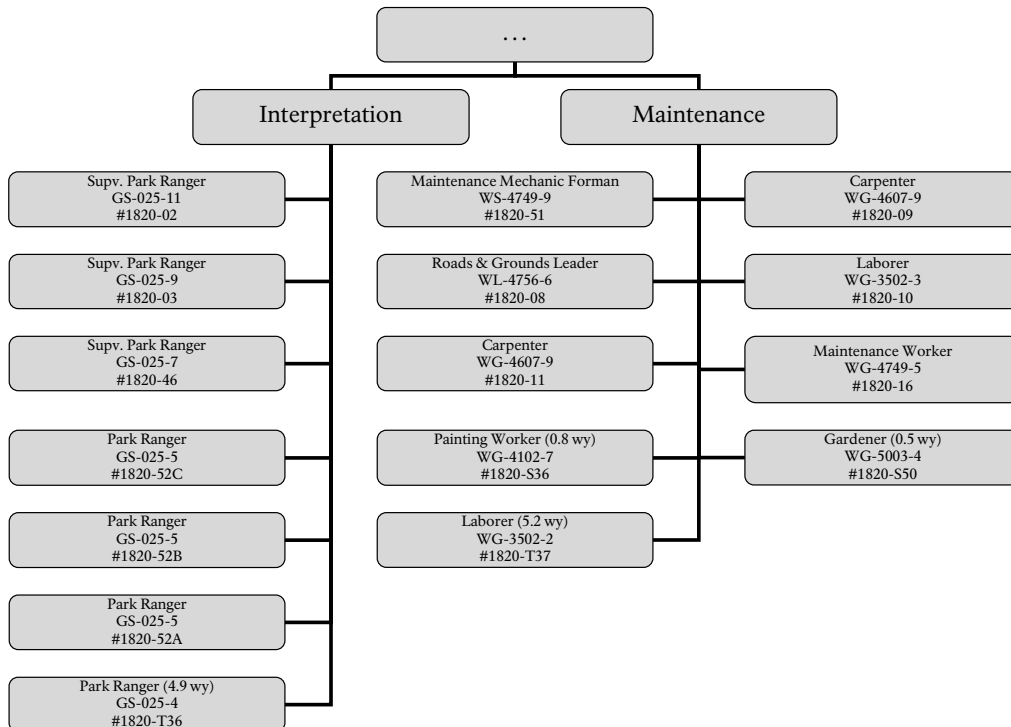 ...
Interpretation
Maintenance
Supv. Park Ranger
GS-025-11
#1820-02
Supv. Park Ranger
GS-025-9
#1820-03
Supv. Park Ranger
GS-025-7
#1820-46
Park Ranger
GS-025-5
#1820-52C
Park Ranger
GS-025-5
#1820-52B
Park Ranger
GS-025-5
#1820-52A
Park Ranger (4.9 wy)
GS-025-4
#1820-T36
Maintenance Mechanic Forman
WS-4749-9
#1820-51
Roads & Grounds Leader
WL-4756-6
#1820-08
Carpenter
WG-4607-9
#1820-11
Painting Worker (0.8 wy)
WG-4102-7
#1820-S36
Laborer (5.2 wy)
WG-3502-2
#1820-T37
Carpenter
WG-4607-9
#1820-09
Laborer
WG-3502-3
#1820-10
Maintenance Worker
WG-4749-5
#1820-16
Gardener (0.5 wy)
WG-5003-4
#1820-S50